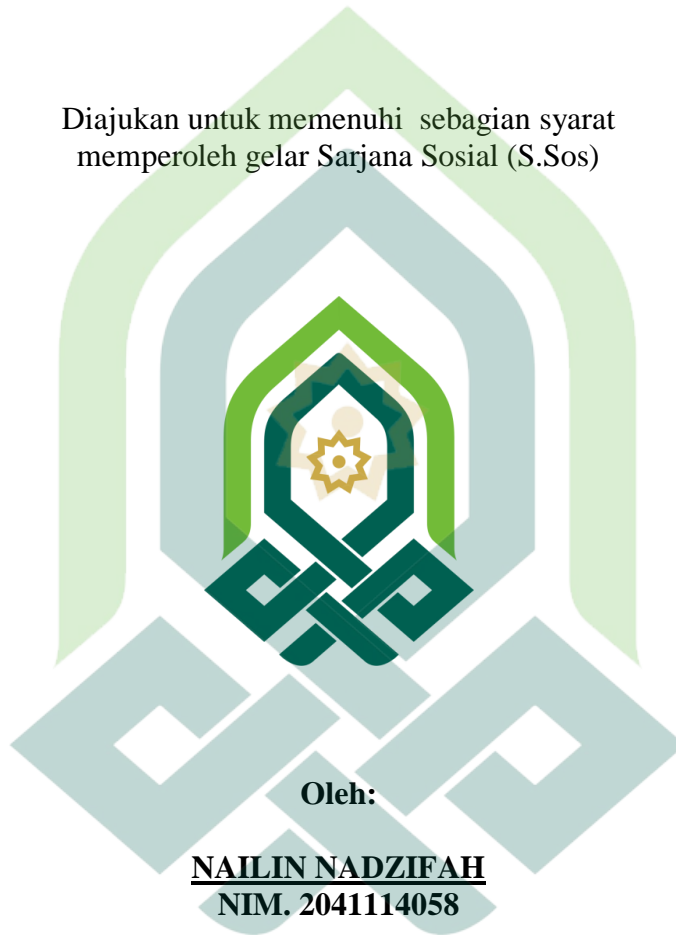 Diajukan untuk memenuhi sebagian syarat
memperoleh gelar Sarjana Sosial (S.Sos)
Oleh:
NAILIN NADZIFAH
NIM. 2041114058